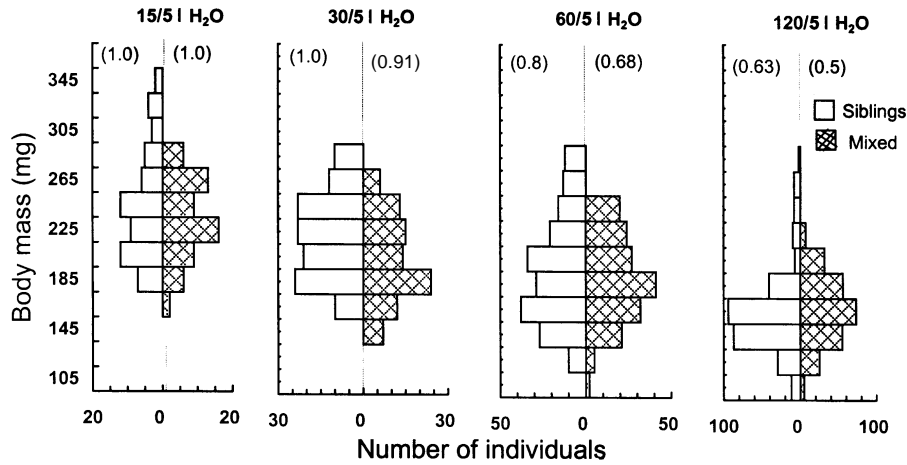 15/5 l H₂O
30/5 l H₂O
60/5 l H₂O
120/5 l H₂O
(1.0) (1.0)
(1.0) (0.91)
(0.8) (0.68)
(0.63) (0.5)
Siblings
Mixed
Body mass (mg)
345
305
265
225
185
145
105
20 0 20
30 0 30
50 0 50
100 0 100
Number of individuals